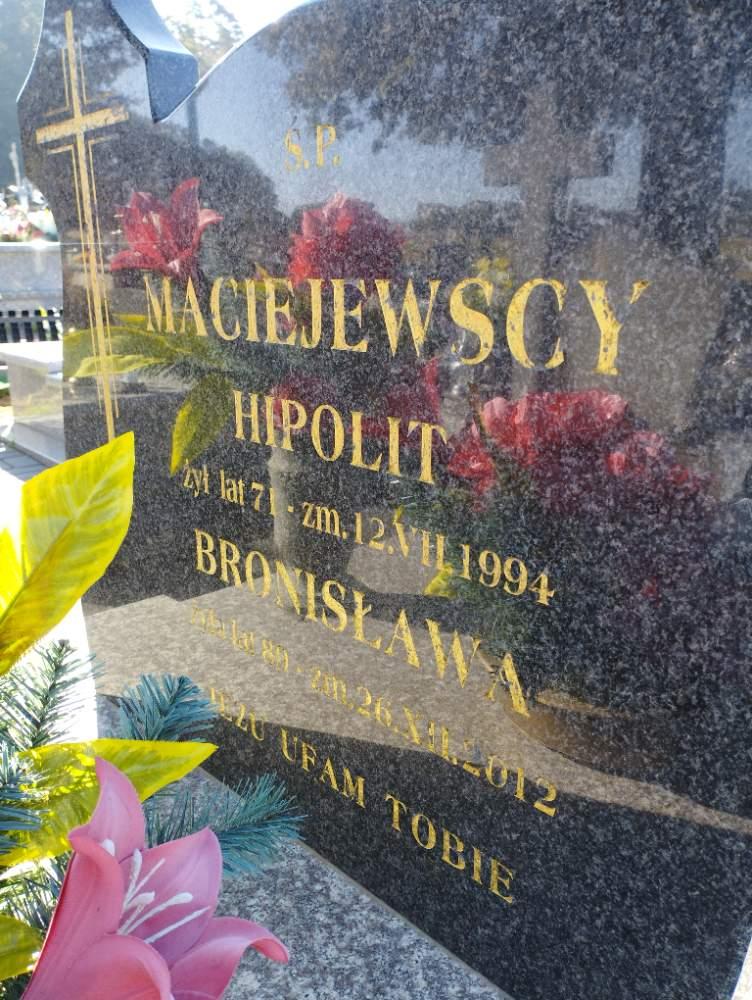 Ś.P.
MACIEJEWSCY
HIPOLIT
żył lat 71 - zm. 12.VII.1994
BRONISŁAWA
żyła lat 89 - zm. 26.XII.2012
JEZU UFAM TOBIE